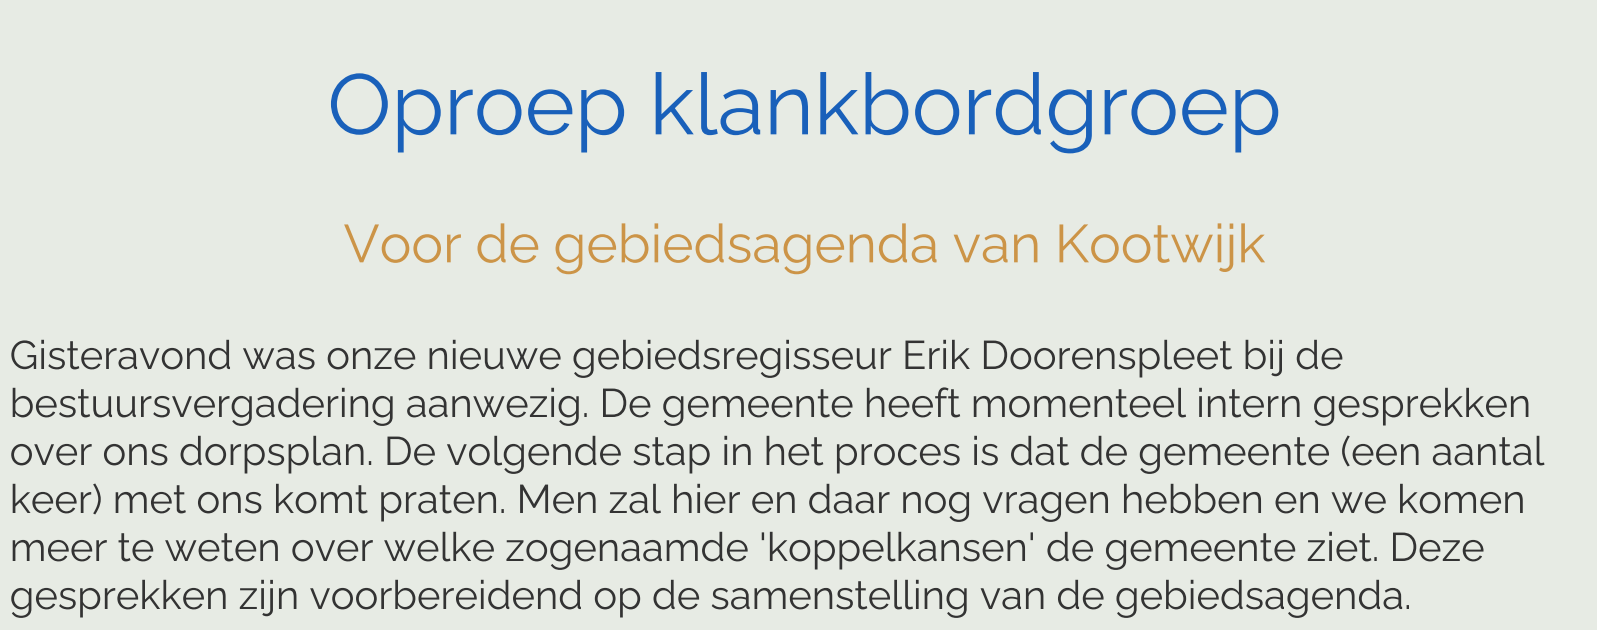 Oproep klankbordgroep
Voor de gebiedsagenda van Kootwijk
Gisteravond was onze nieuwe gebiedsregisseur Erik Doorenspleet bij de
bestuursvergadering aanwezig. De gemeente heeft momenteel intern gesprekken
over ons dorpsplan. De volgende stap in het proces is dat de gemeente (een aantal
keer) met ons komt praten. Men zal hier en daar nog vragen hebben en we komen
meer te weten over welke zogenaamde 'koppelkansen' de gemeente ziet. Deze
gesprekken zijn voorbereidend op de samenstelling van de gebiedsagenda.